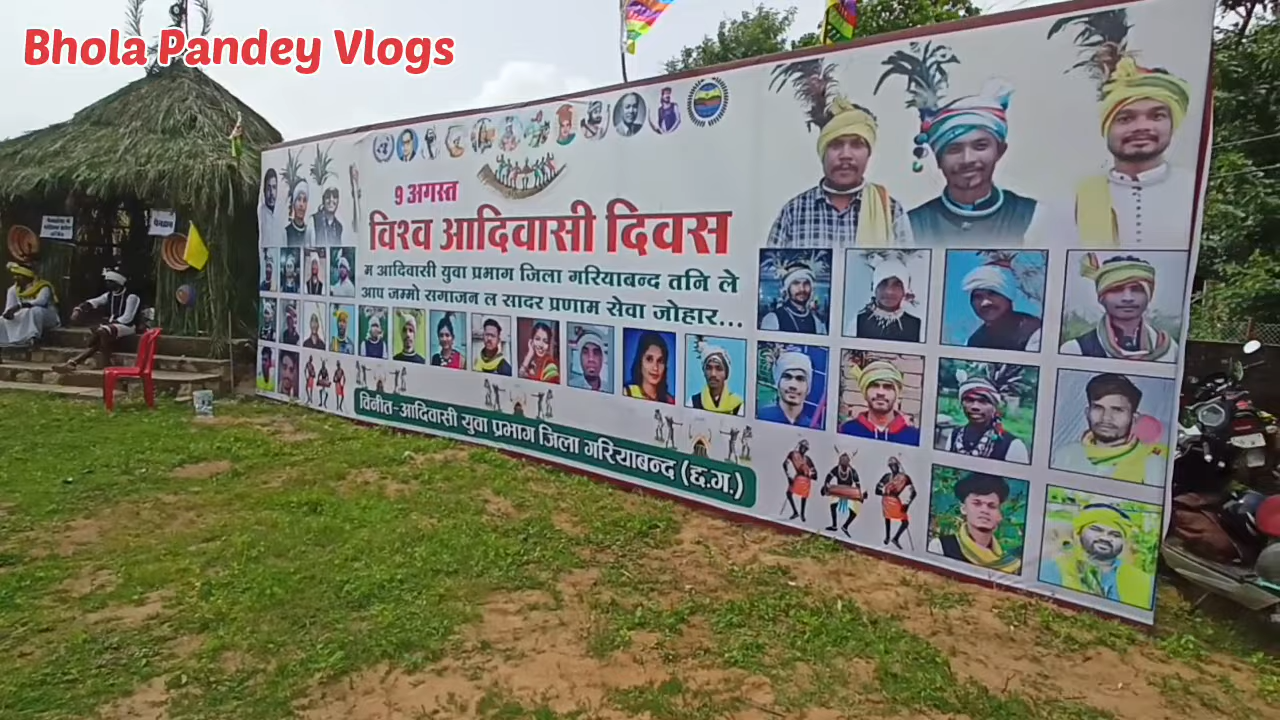 Bhola Pandey Vlogs
9 अगस्त
विश्व आदिवासी दिवस
म आदिवासी युवा प्रभाग जिला गरियाबन्द तनि ले
आप जम्मो सगाजन ल सादर प्रणाम सेवा जोहार...
विनीत-आदिवासी युवा प्रभाग जिला गरियाबन्द (छ.ग.)